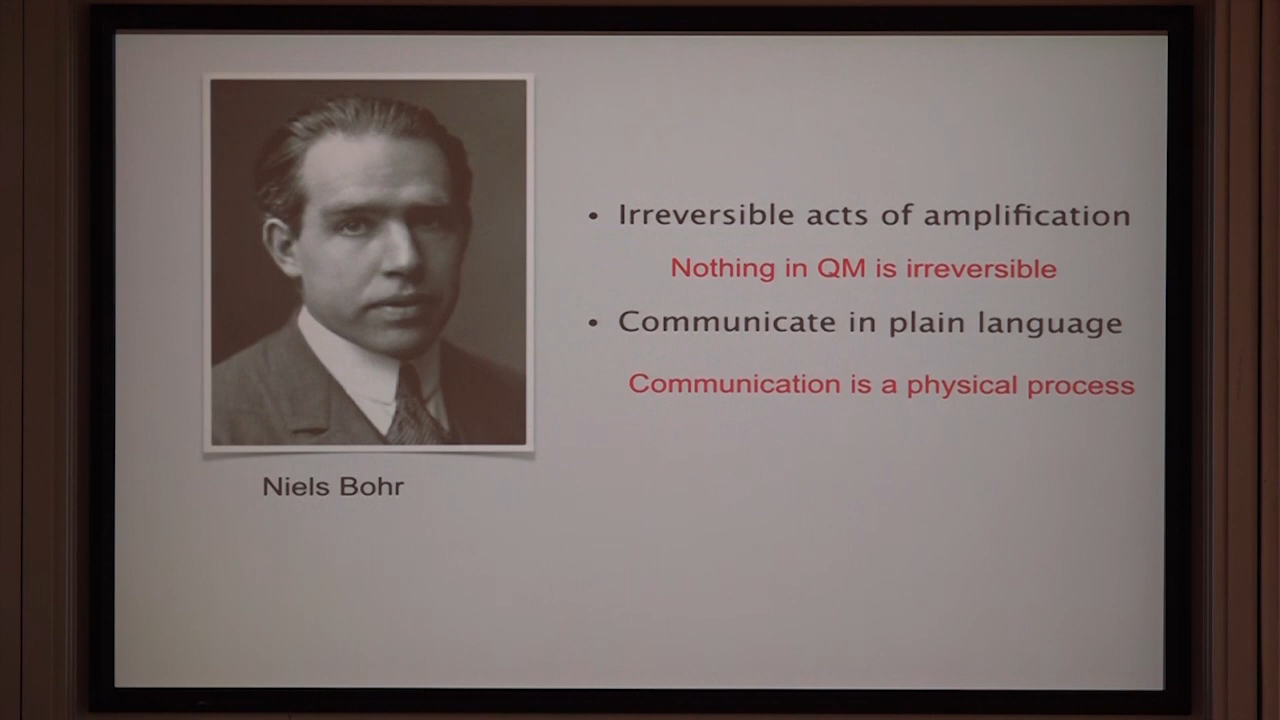 • Irreversible acts of amplification
Nothing in QM is irreversible
• Communicate in plain language
Communication is a physical process
Niels Bohr